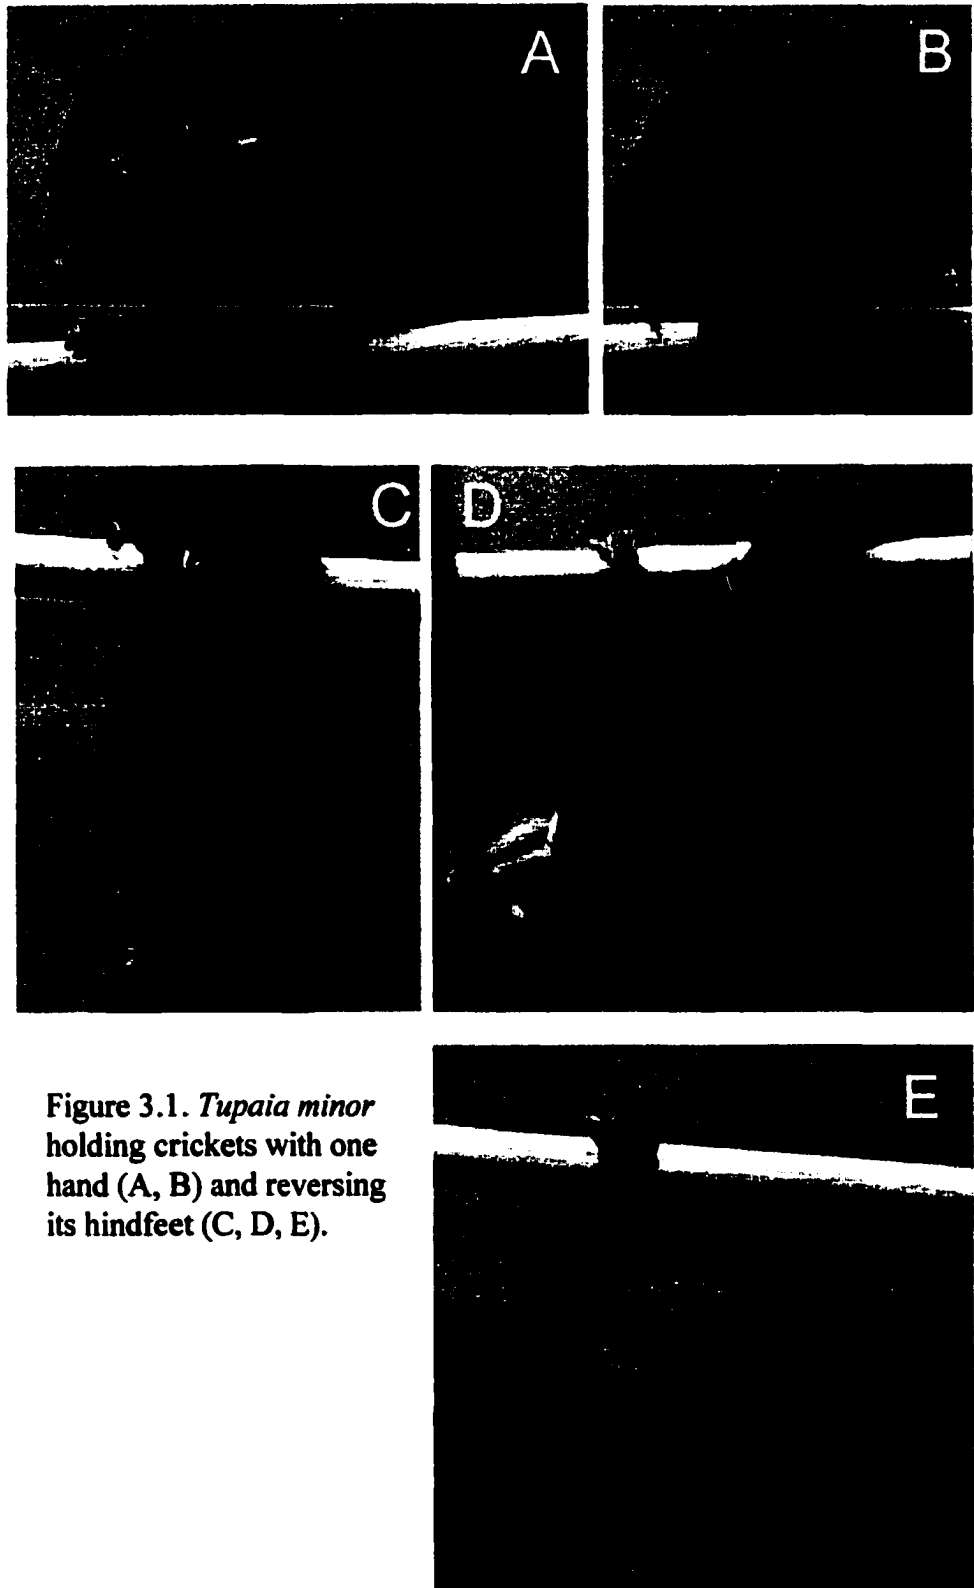 A
B
C
D
E
Figure 3.1. Tupaia minor
holding crickets with one
hand (A, B) and reversing
its hindfeet (C, D, E).